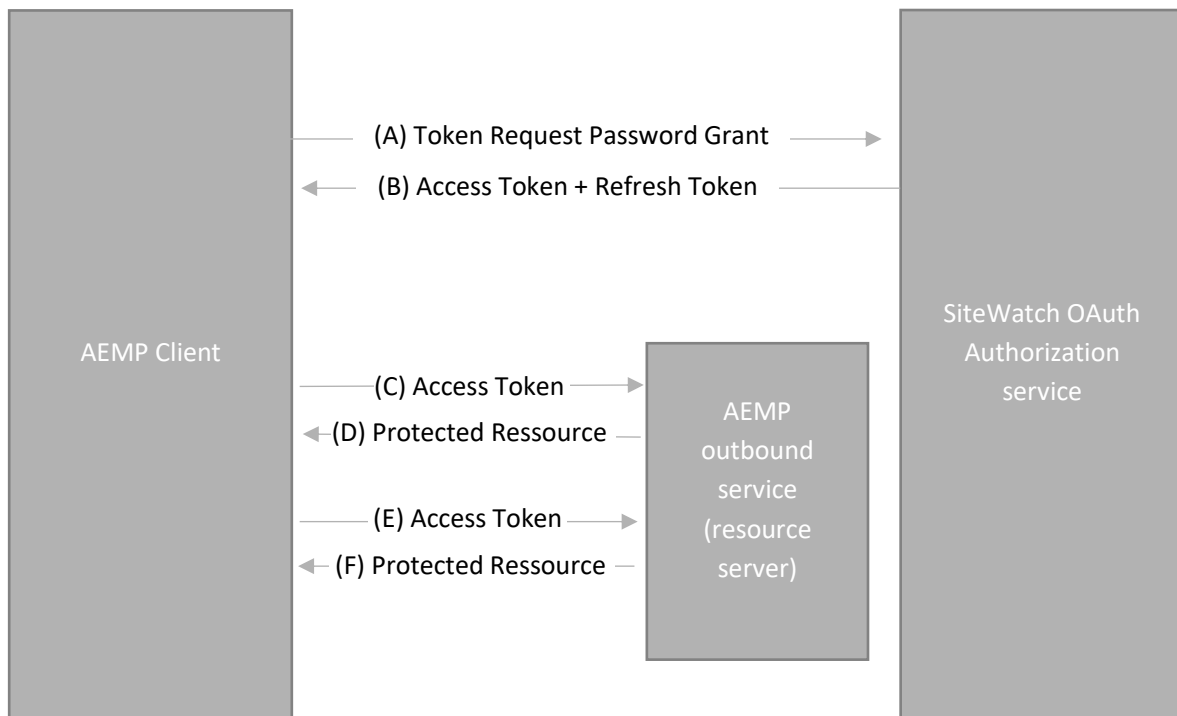 (A) Token Request Password Grant
(B) Access Token + Refresh Token
AEMP Client
SiteWatch OAuth
Authorization
service
(C) Access Token
(D) Protected Ressource
(E) Access Token
(F) Protected Ressource
AEMP
outbound
service
(resource
server)